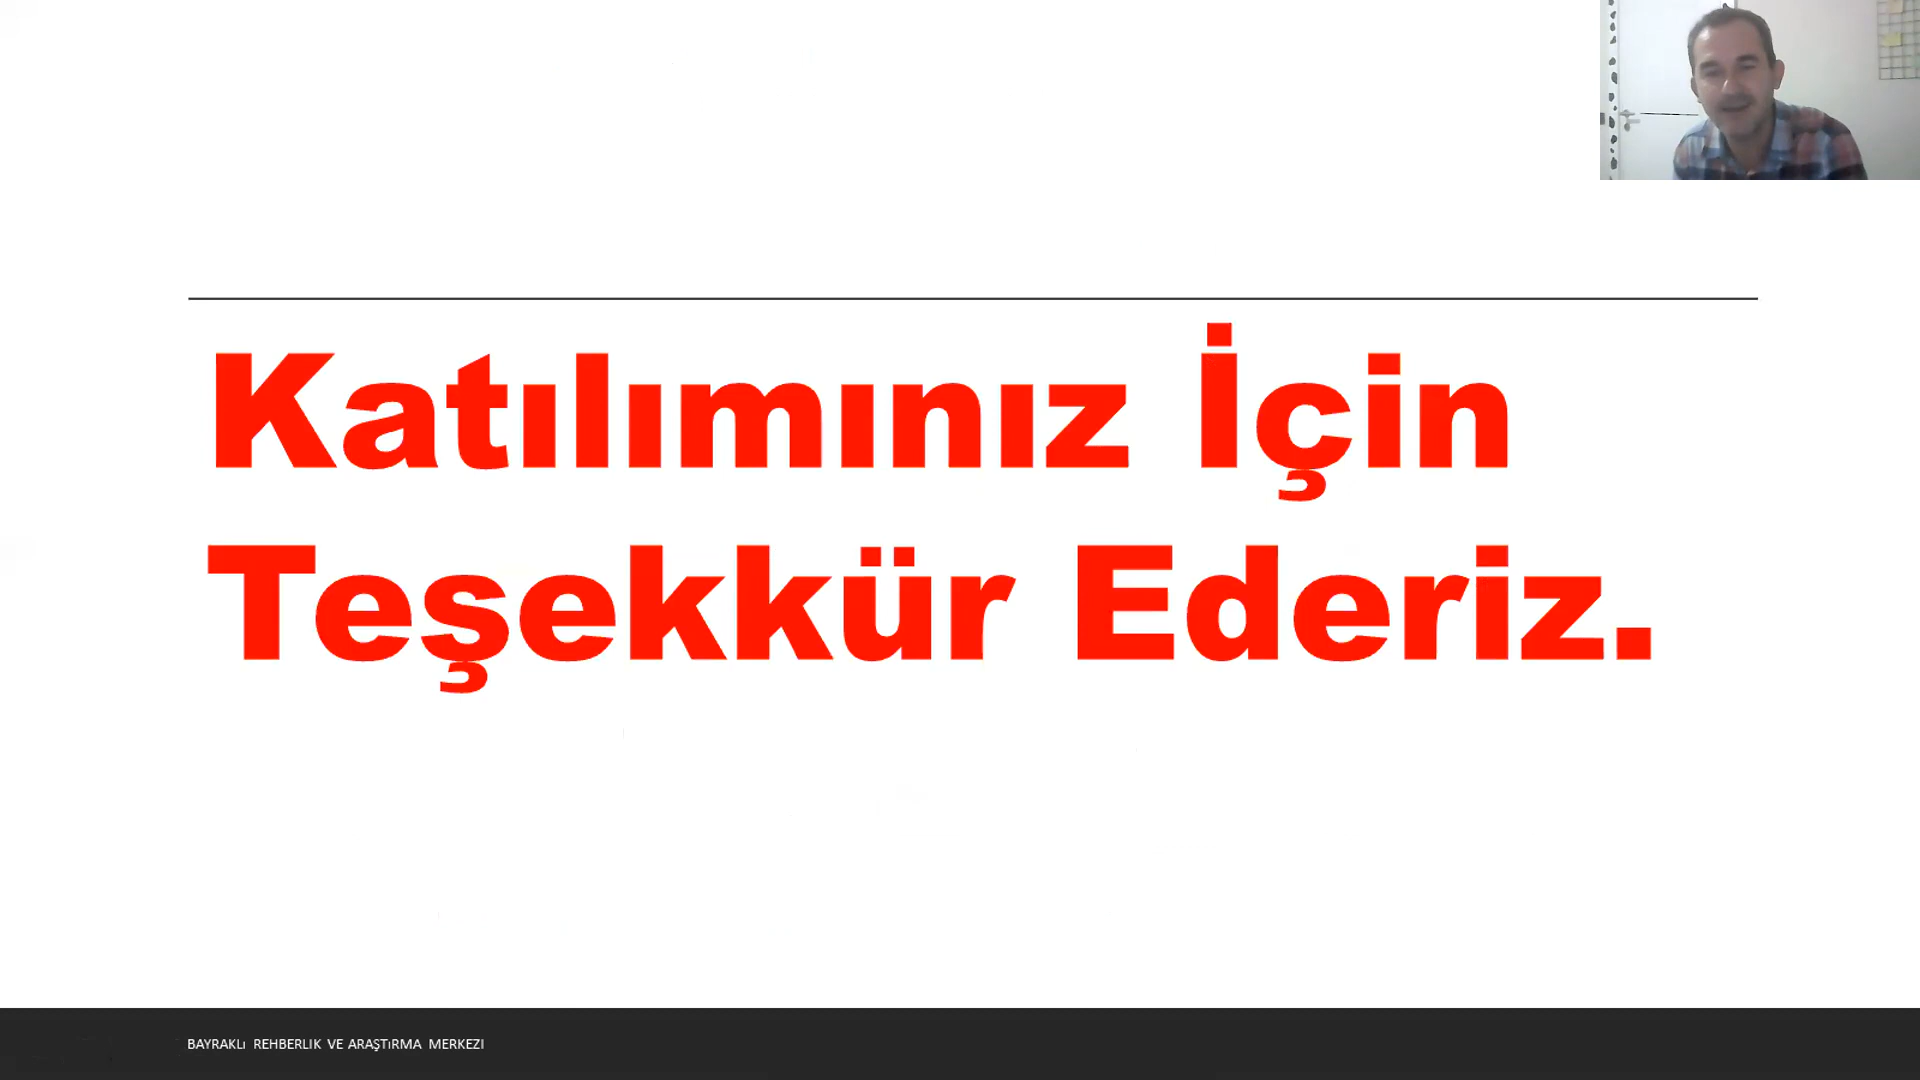 Katılımınız İçin
Teşekkür Ederiz.
BAYRAKLı REHBERLIK VE ARAŞTıRMA MERKEZI